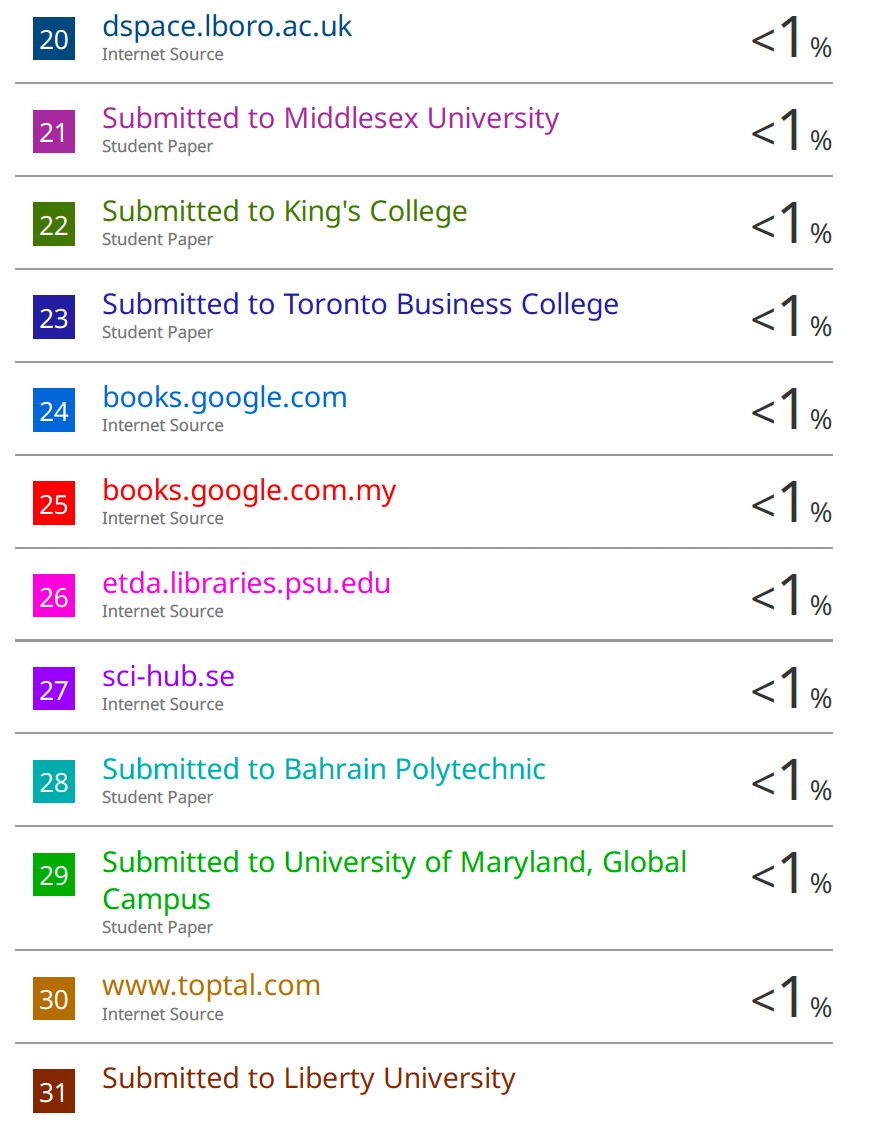 20 dspace.lboro.ac.uk <1%
Internet Source
21 Submitted to Middlesex University <1%
Student Paper
22 Submitted to King's College <1%
Student Paper
23 Submitted to Toronto Business College <1%
Student Paper
24 books.google.com <1%
Internet Source
25 books.google.com.my <1%
Internet Source
26 etda.libraries.psu.edu <1%
Internet Source
27 sci-hub.se <1%
Internet Source
28 Submitted to Bahrain Polytechnic <1%
Student Paper
29 Submitted to University of Maryland, Global <1%
Campus
Student Paper
30 www.toptal.com <1%
Internet Source
31 Submitted to Liberty University